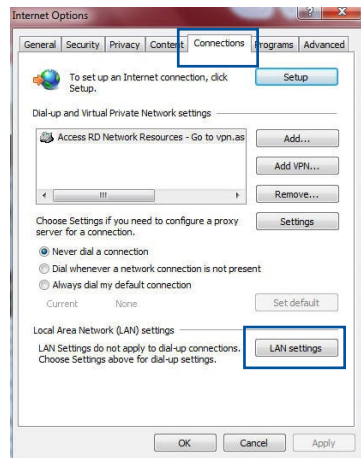 Internet Options
General Security Privacy Content Connections Programs Advanced
To set up an Internet connection, click
Setup.
Setup
Dial-up and Virtual Private Network settings
Access RD Network Resources - Go to vpn.as
Add...
Add VPN...
Remove...
Choose Settings if you need to configure a proxy
server for a connection.
Settings
Never dial a connection
Dial whenever a network connection is not present
Always dial my default connection
Current None
Set default
Local Area Network (LAN) settings
LAN Settings do not apply to dial-up connections.
Choose Settings above for dial-up settings.
LAN settings
OK Cancel Apply